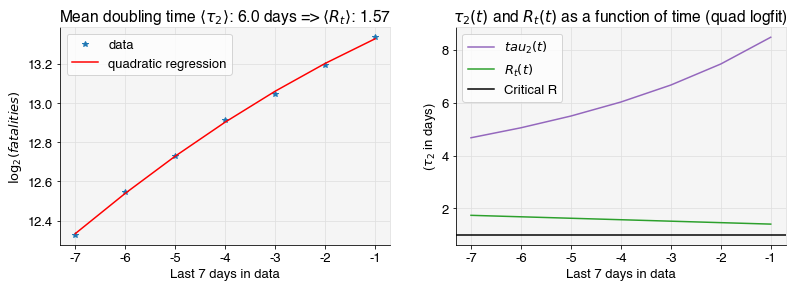 Mean doubling time ⟨τ₂⟩: 6.0 days => ⟨Rₜ⟩: 1.57
data
quadratic regression
log₂(fatalities)
13.2
13.0
12.8
12.6
12.4
-7 -6 -5 -4 -3 -2 -1
Last 7 days in data
τ₂(t) and Rₜ(t) as a function of time (quad logfit)
tau₂(t)
Rₜ(t)
Critical R
(τ₂ in days)
8
6
4
2
-7 -6 -5 -4 -3 -2 -1
Last 7 days in data